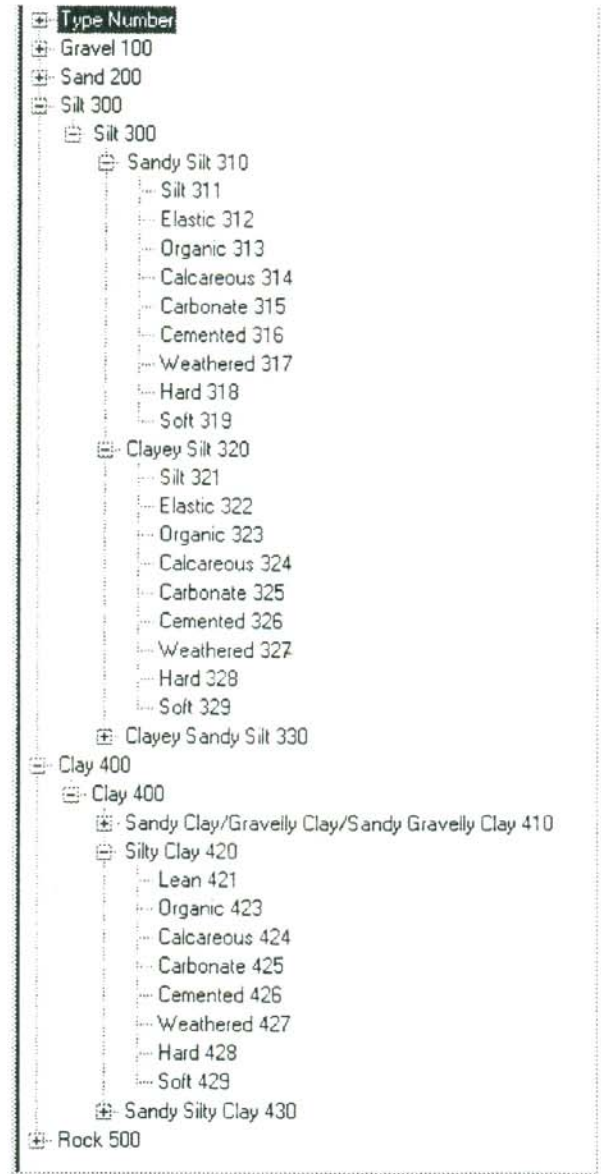 Type Number
Gravel 100
Sand 200
Silt 300
Silt 300
Sandy Silt 310
Silt 311
Elastic 312
Organic 313
Calcareous 314
Carbonate 315
Cemented 316
Weathered 317
Hard 318
Soft 319
Clayey Silt 320
Silt 321
Elastic 322
Organic 323
Calcareous 324
Carbonate 325
Cemented 326
Weathered 327
Hard 328
Soft 329
Clayey Sandy Silt 330
Clay 400
Clay 400
Sandy Clay/Gravelly Clay/Sandy Gravelly Clay 410
Silty Clay 420
Lean 421
Organic 423
Calcareous 424
Carbonate 425
Cemented 426
Weathered 427
Hard 428
Soft 429
Sandy Silty Clay 430
Rock 500